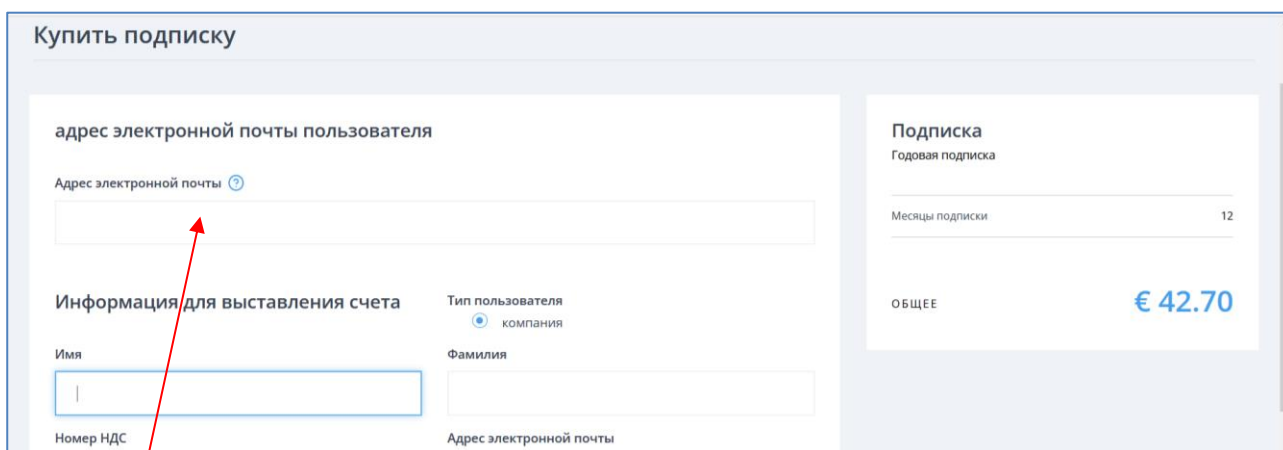 Купить подписку
адрес электронной почты пользователя
Адрес электронной почты ?
Информация для выставления счета
Тип пользователя
компания
Имя
Фамилия
Номер НДС
Адрес электронной почты
Подписка
Годовая подписка
Месяцы подписки 12
ОБЩЕЕ € 42.70